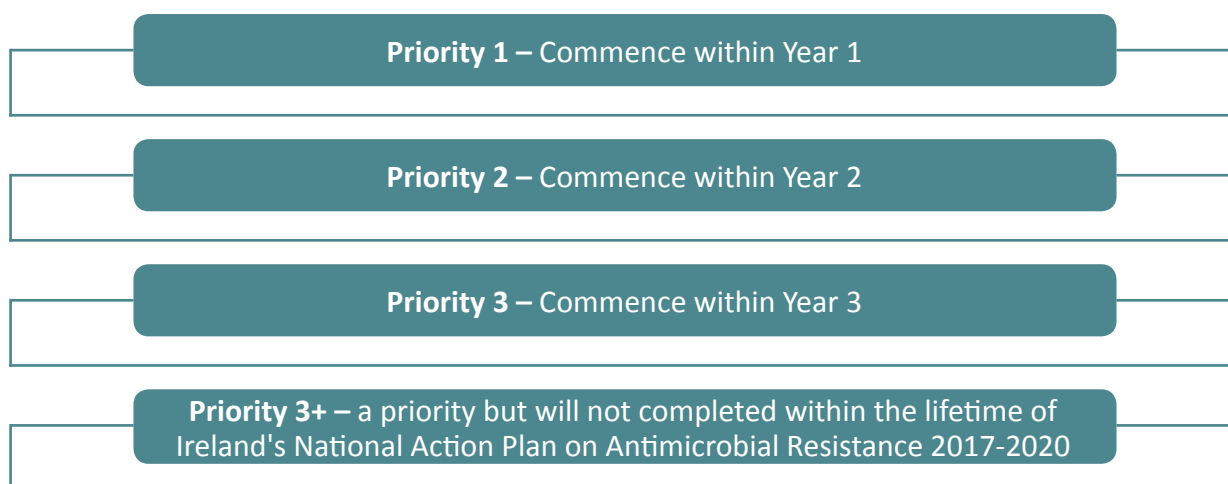 Priority 1 – Commence within Year 1
Priority 2 – Commence within Year 2
Priority 3 – Commence within Year 3
Priority 3+ – a priority but will not completed within the lifetime of
Ireland's National Action Plan on Antimicrobial Resistance 2017-2020